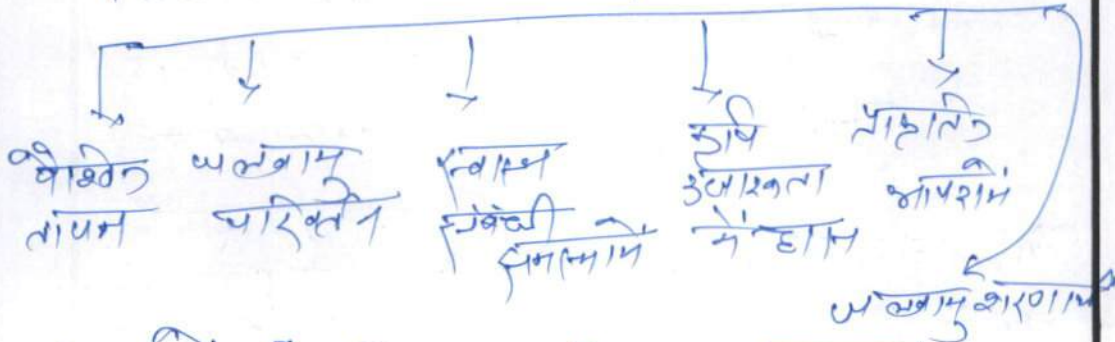 वैश्विक तापन
जलवायु परिवर्तन
स्वास्थ्य संबंधी समस्यायें
कृषि उत्पादकता में ह्रास
प्राकृतिक आपदायें
जलवायु शरणार्थी